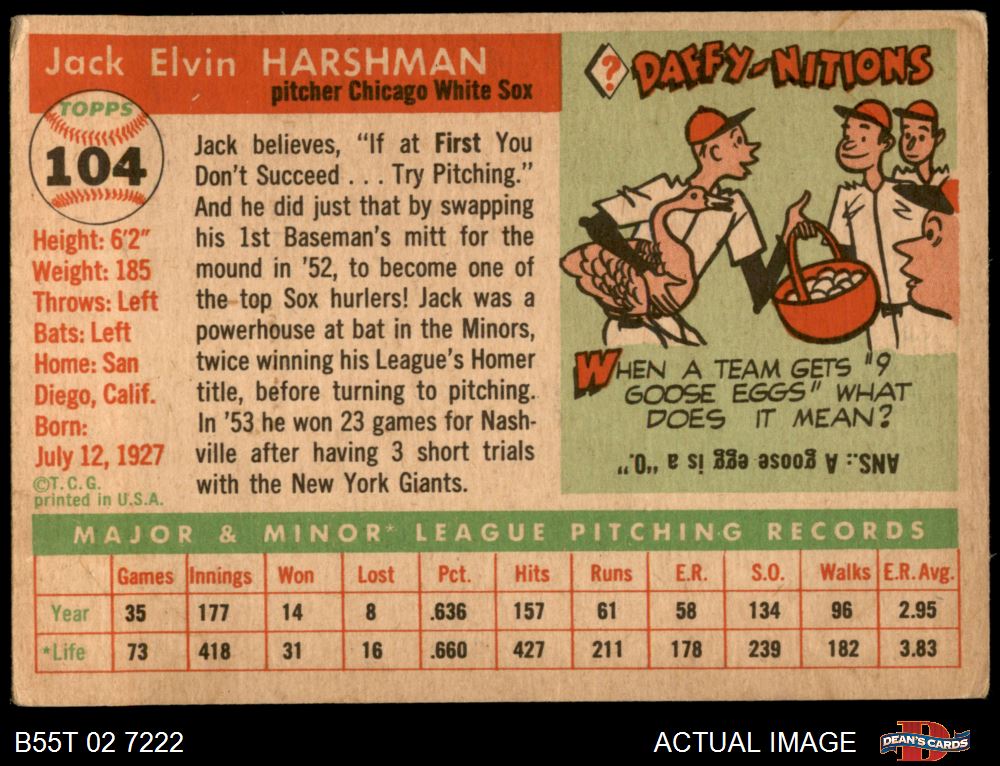 Jack Elvin HARSHMAN
pitcher Chicago White Sox
TOPPS
104
Height: 6'2"
Weight: 185
Throws: Left
Bats: Left
Home: San
Diego, Calif.
Born:
July 12, 1927
©T.C.G.
printed in U.S.A.
Jack believes, "If at First You
Don't Succeed . . . Try Pitching."
And he did just that by swapping
his 1st Baseman's mitt for the
mound in '52, to become one of
the top Sox hurlers! Jack was a
powerhouse at bat in the Minors,
twice winning his League's Homer
title, before turning to pitching.
In '53 he won 23 games for Nash-
ville after having 3 short trials
with the New York Giants.
? DAFFY-NITIONS
WHEN A TEAM GETS "9
GOOSE EGGS" WHAT
DOES IT MEAN?
ANS.: A goose egg is a "0."
MAJOR & MINOR* LEAGUE PITCHING RECORDS
Games Innings Won Lost Pct. Hits Runs E.R. S.O. Walks E.R. Avg.
Year 35 177 14 8 .636 157 61 58 134 96 2.95
*Life 73 418 31 16 .660 427 211 178 239 182 3.83
B55T 02 7222
ACTUAL IMAGE
D
DEAN'S CARDS